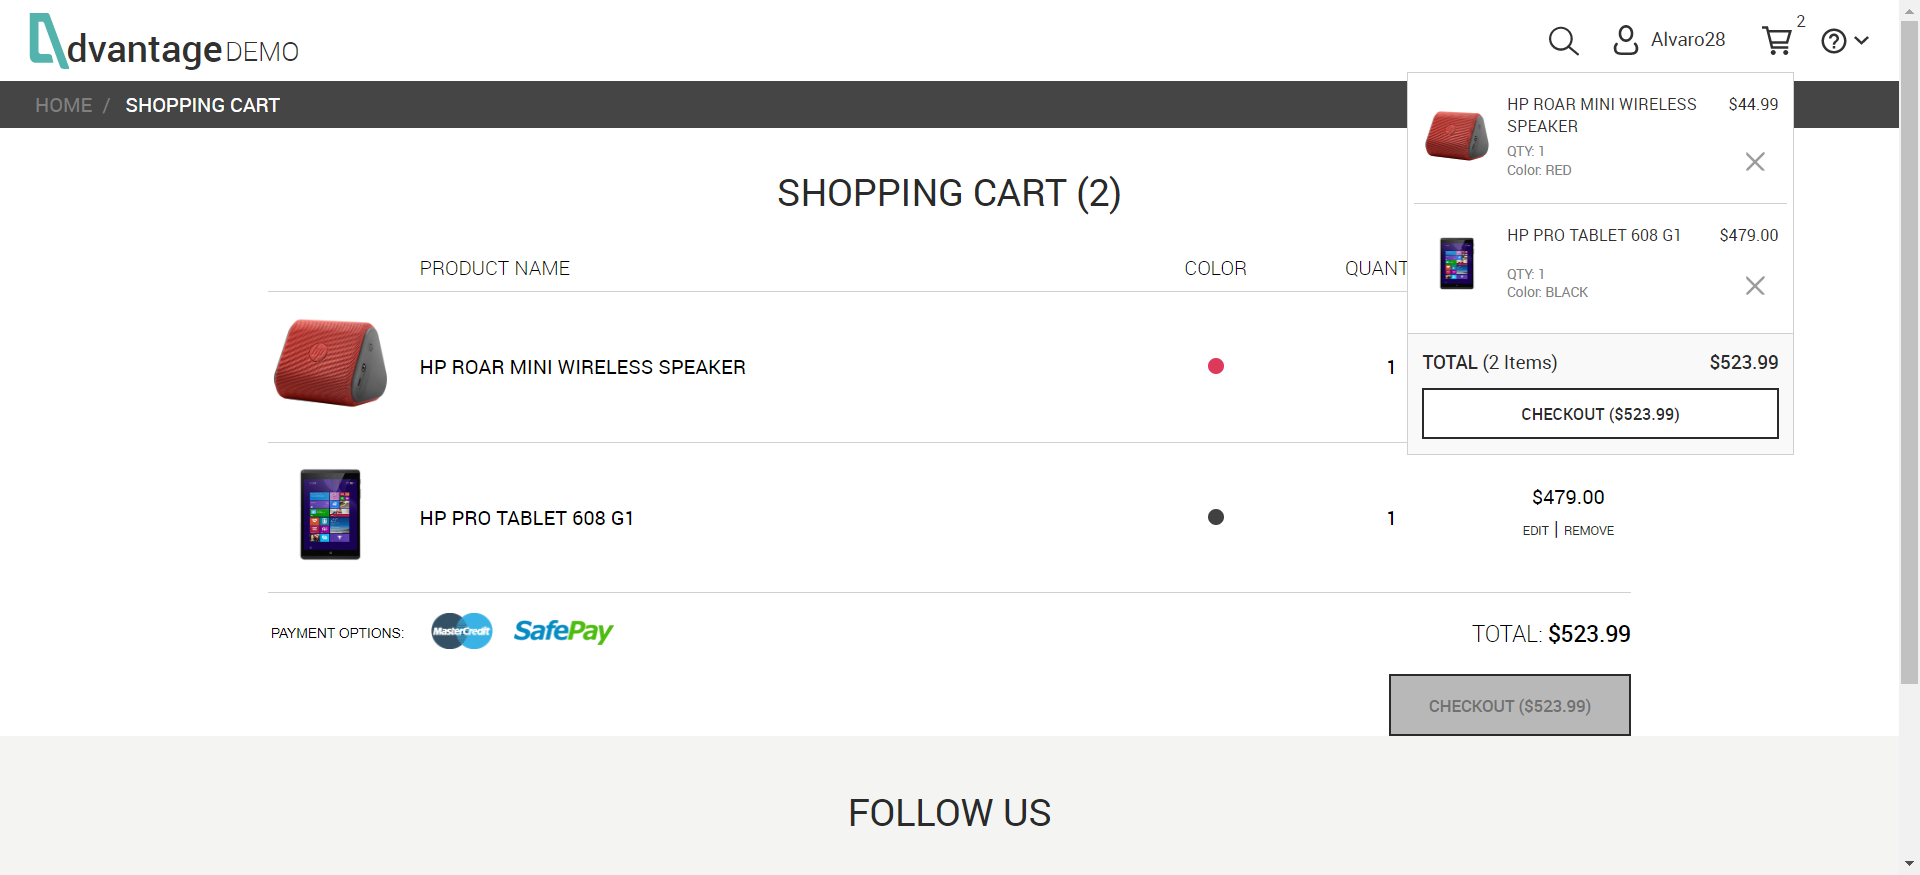 dvantage DEMO
Alvaro28
2
HOME / SHOPPING CART
HP ROAR MINI WIRELESS SPEAKER $44.99
QTY: 1
Color: RED
HP PRO TABLET 608 G1 $479.00
QTY: 1
Color: BLACK
TOTAL (2 Items) $523.99
CHECKOUT ($523.99)
SHOPPING CART (2)
PRODUCT NAME COLOR QUANT
HP ROAR MINI WIRELESS SPEAKER 1
HP PRO TABLET 608 G1 1 $479.00
EDIT | REMOVE
PAYMENT OPTIONS: MasterCredit SafePay
TOTAL: $523.99
CHECKOUT ($523.99)
FOLLOW US